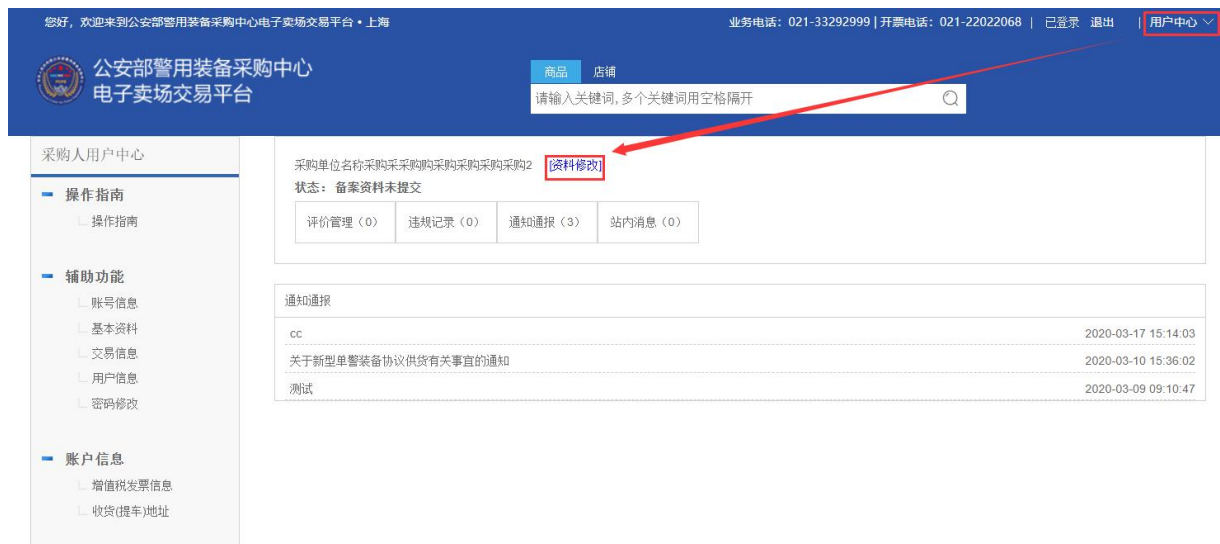 您好，欢迎来到公安部警用装备采购中心电子卖场交易平台•上海
业务电话：021-33292999 | 开票电话：021-22022068 | 已登录 退出 | 用户中心
公安部警用装备采购中心
电子卖场交易平台
商品 店铺
请输入关键词,多个关键词用空格隔开
采购人用户中心
操作指南
操作指南
辅助功能
账号信息
基本资料
交易信息
用户信息
密码修改
账户信息
增值税发票信息
收货(提车)地址
采购单位名称采购采采购购采购采购采购采购2 [资料修改]
状态：备案资料未提交
评价管理（0） 违规记录（0） 通知通报（3） 站内消息（0）
通知通报
cc 2020-03-17 15:14:03
关于新型单警装备协议供货有关事宜的通知 2020-03-10 15:36:02
测试 2020-03-09 09:10:47